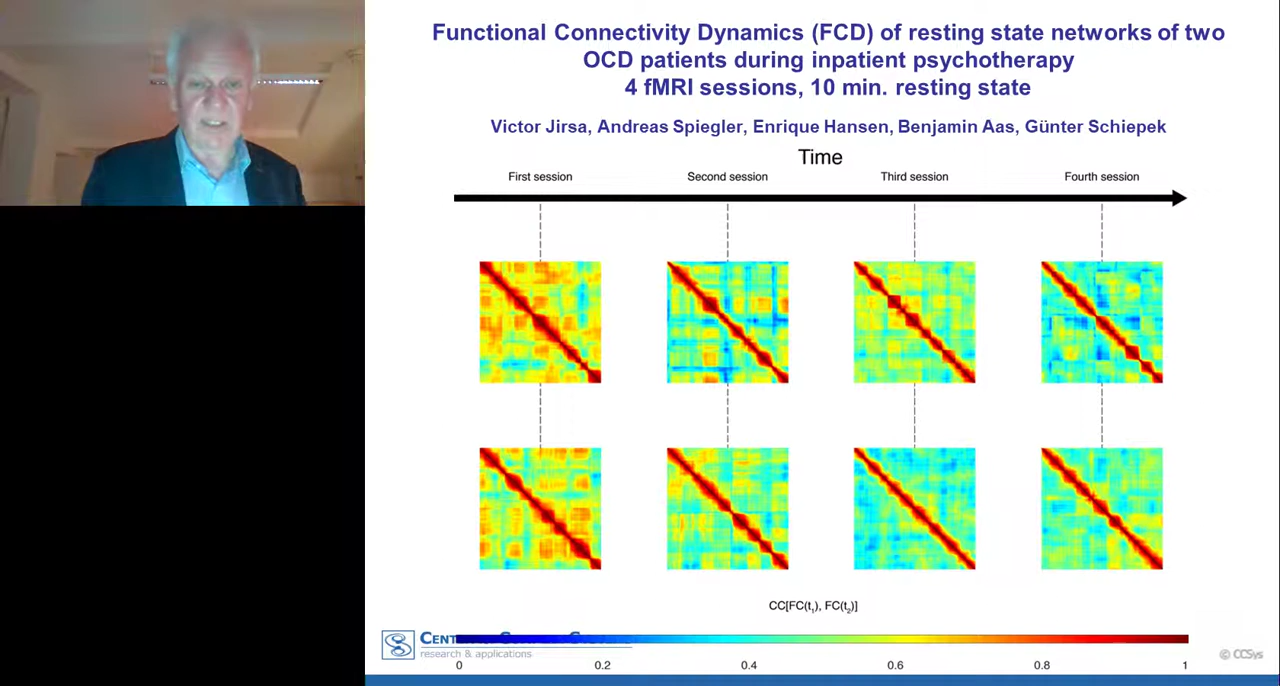 Functional Connectivity Dynamics (FCD) of resting state networks of two
OCD patients during inpatient psychotherapy
4 fMRI sessions, 10 min. resting state
Victor Jirsa, Andreas Spiegler, Enrique Hansen, Benjamin Aas, Günter Schiepek
Time
First session Second session Third session Fourth session
CC[FC(t₁), FC(t₂)]
research & applications
© CCSys
0 0.2 0.4 0.6 0.8 1